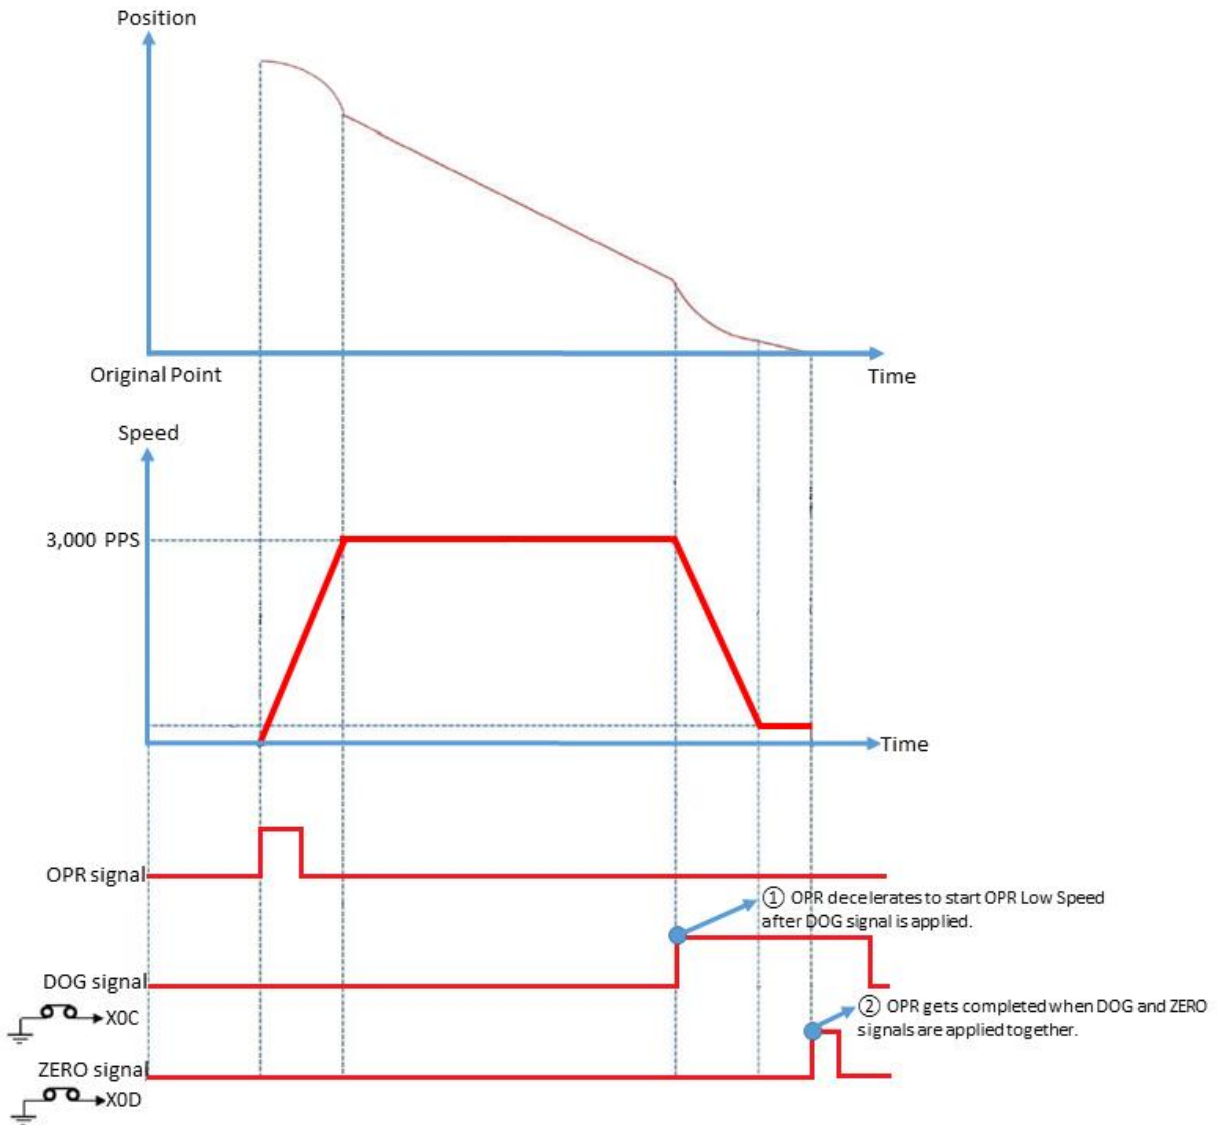 Position
Original Point
Time
Speed
3,000 PPS
Time
OPR signal
① OPR decelerates to start OPR Low Speed
after DOG signal is applied.
DOG signal
X0C
② OPR gets completed when DOG and ZERO
signals are applied together.
ZERO signal
X0D